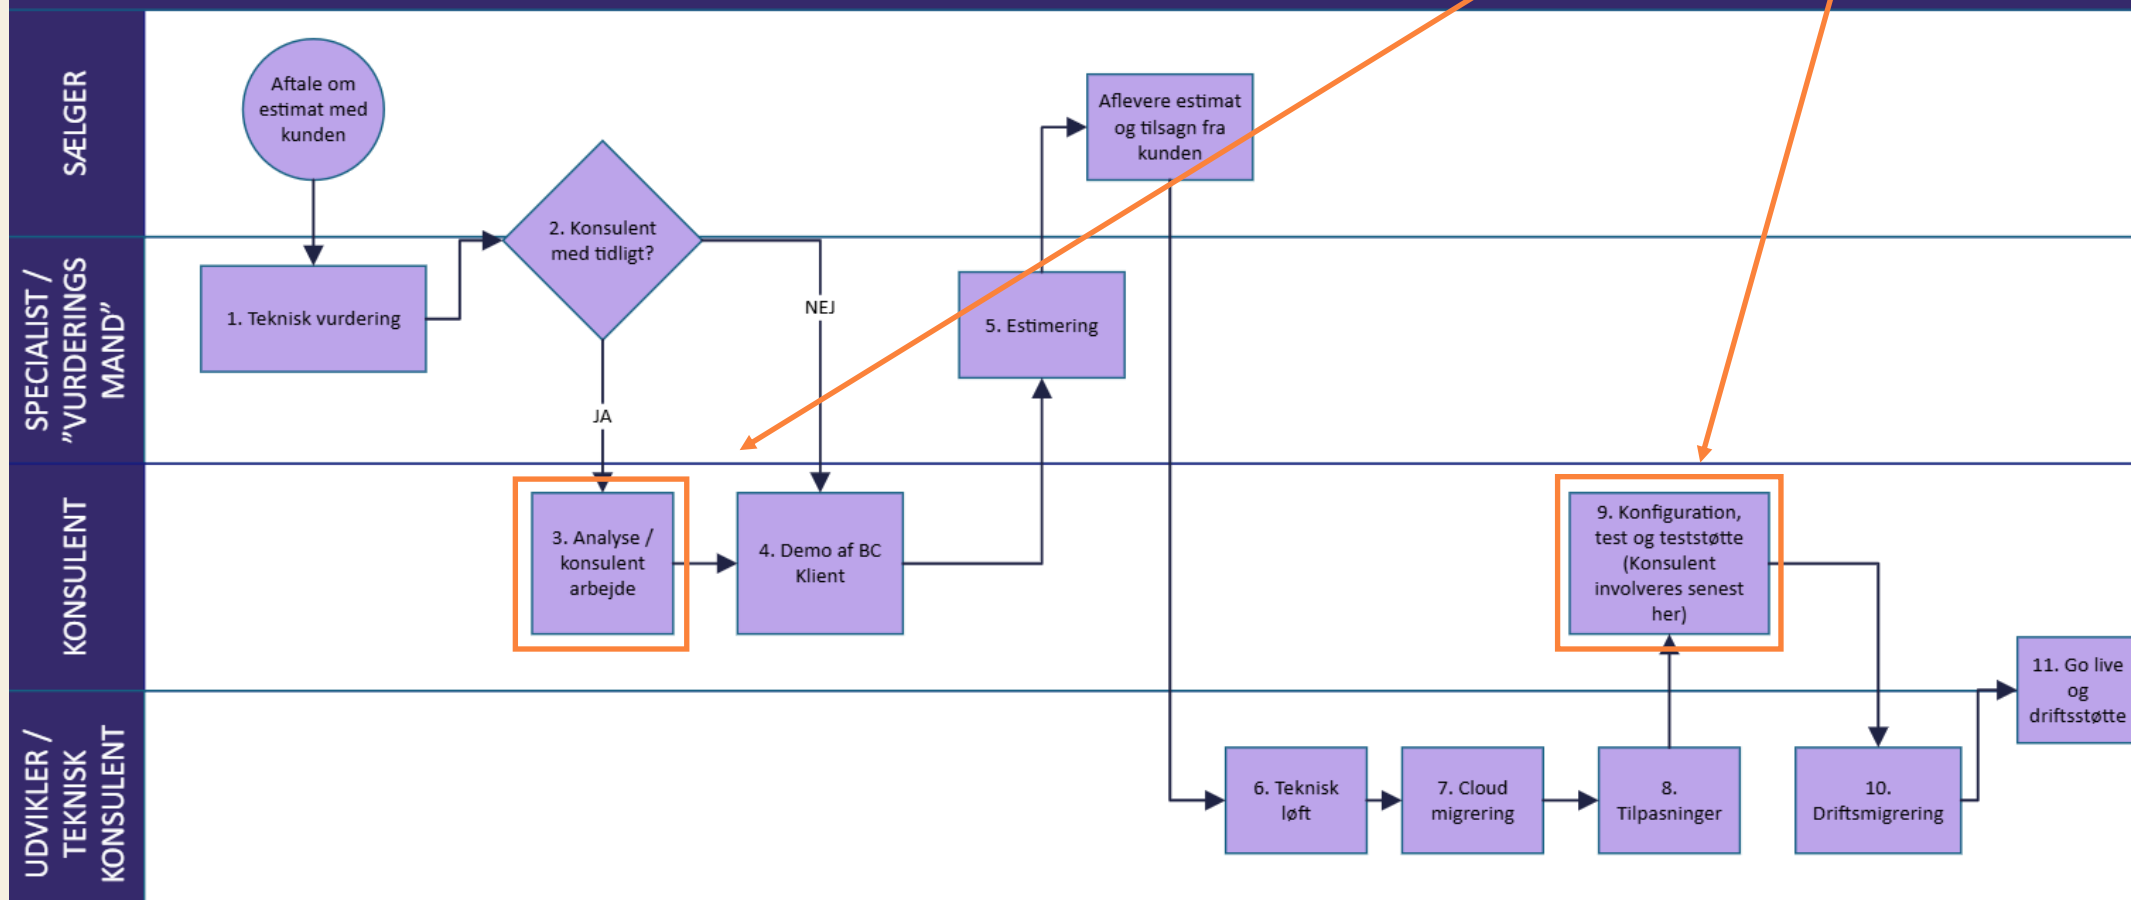 SÆLGER
Aftale om
estimat med
kunden
2. Konsulent
med tidligt?
Aflevere estimat
og tilsagn fra
kunden
SPECIALIST /
”VURDERINGS
MAND”
1. Teknisk vurdering
NEJ
JA
5. Estimering
KONSULENT
3. Analyse /
konsulent
arbejde
4. Demo af BC
Klient
9. Konfiguration,
test og teststøtte
(Konsulent
involveres senest
her)
11. Go live
og
driftsstøtte
UDVIKLER /
TEKNISK
KONSULENT
6. Teknisk
løft
7. Cloud
migrering
8.
Tilpasninger
10.
Driftsmigrering